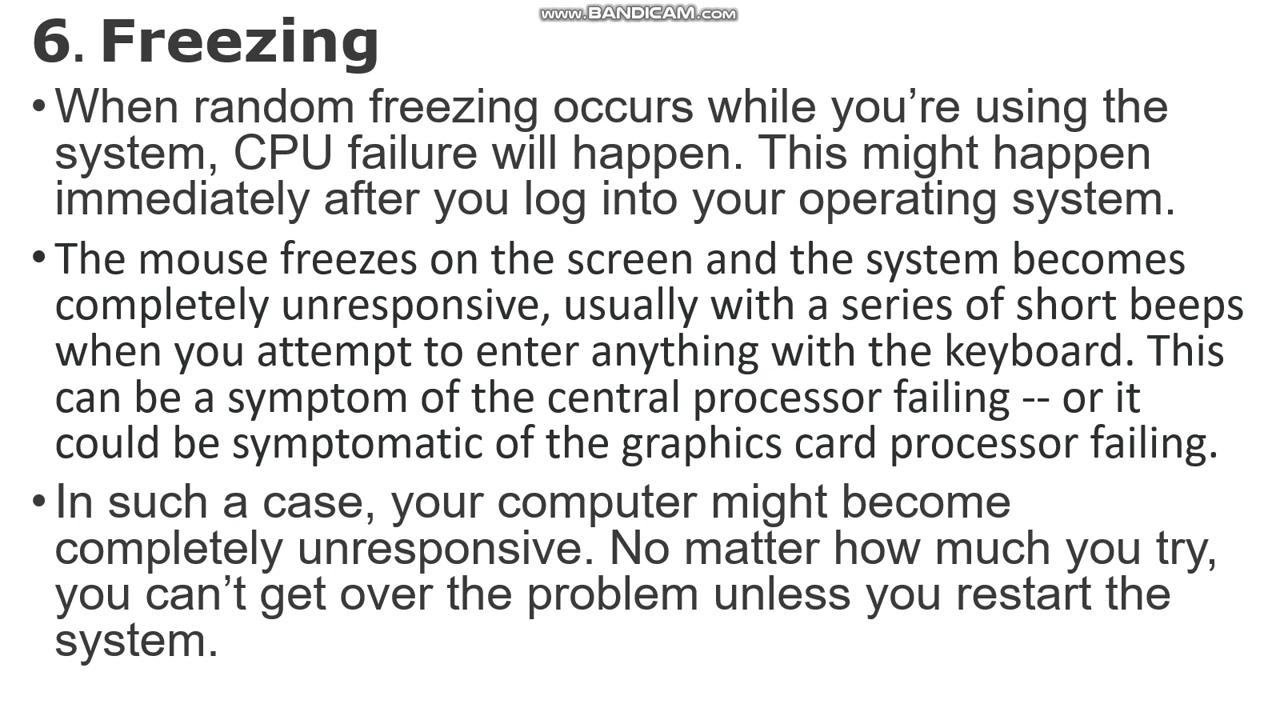 www.BANDICAM.com
6. Freezing
• When random freezing occurs while you’re using the
system, CPU failure will happen. This might happen
immediately after you log into your operating system.
• The mouse freezes on the screen and the system becomes
completely unresponsive, usually with a series of short beeps
when you attempt to enter anything with the keyboard. This
can be a symptom of the central processor failing -- or it
could be symptomatic of the graphics card processor failing.
• In such a case, your computer might become
completely unresponsive. No matter how much you try,
you can’t get over the problem unless you restart the
system.